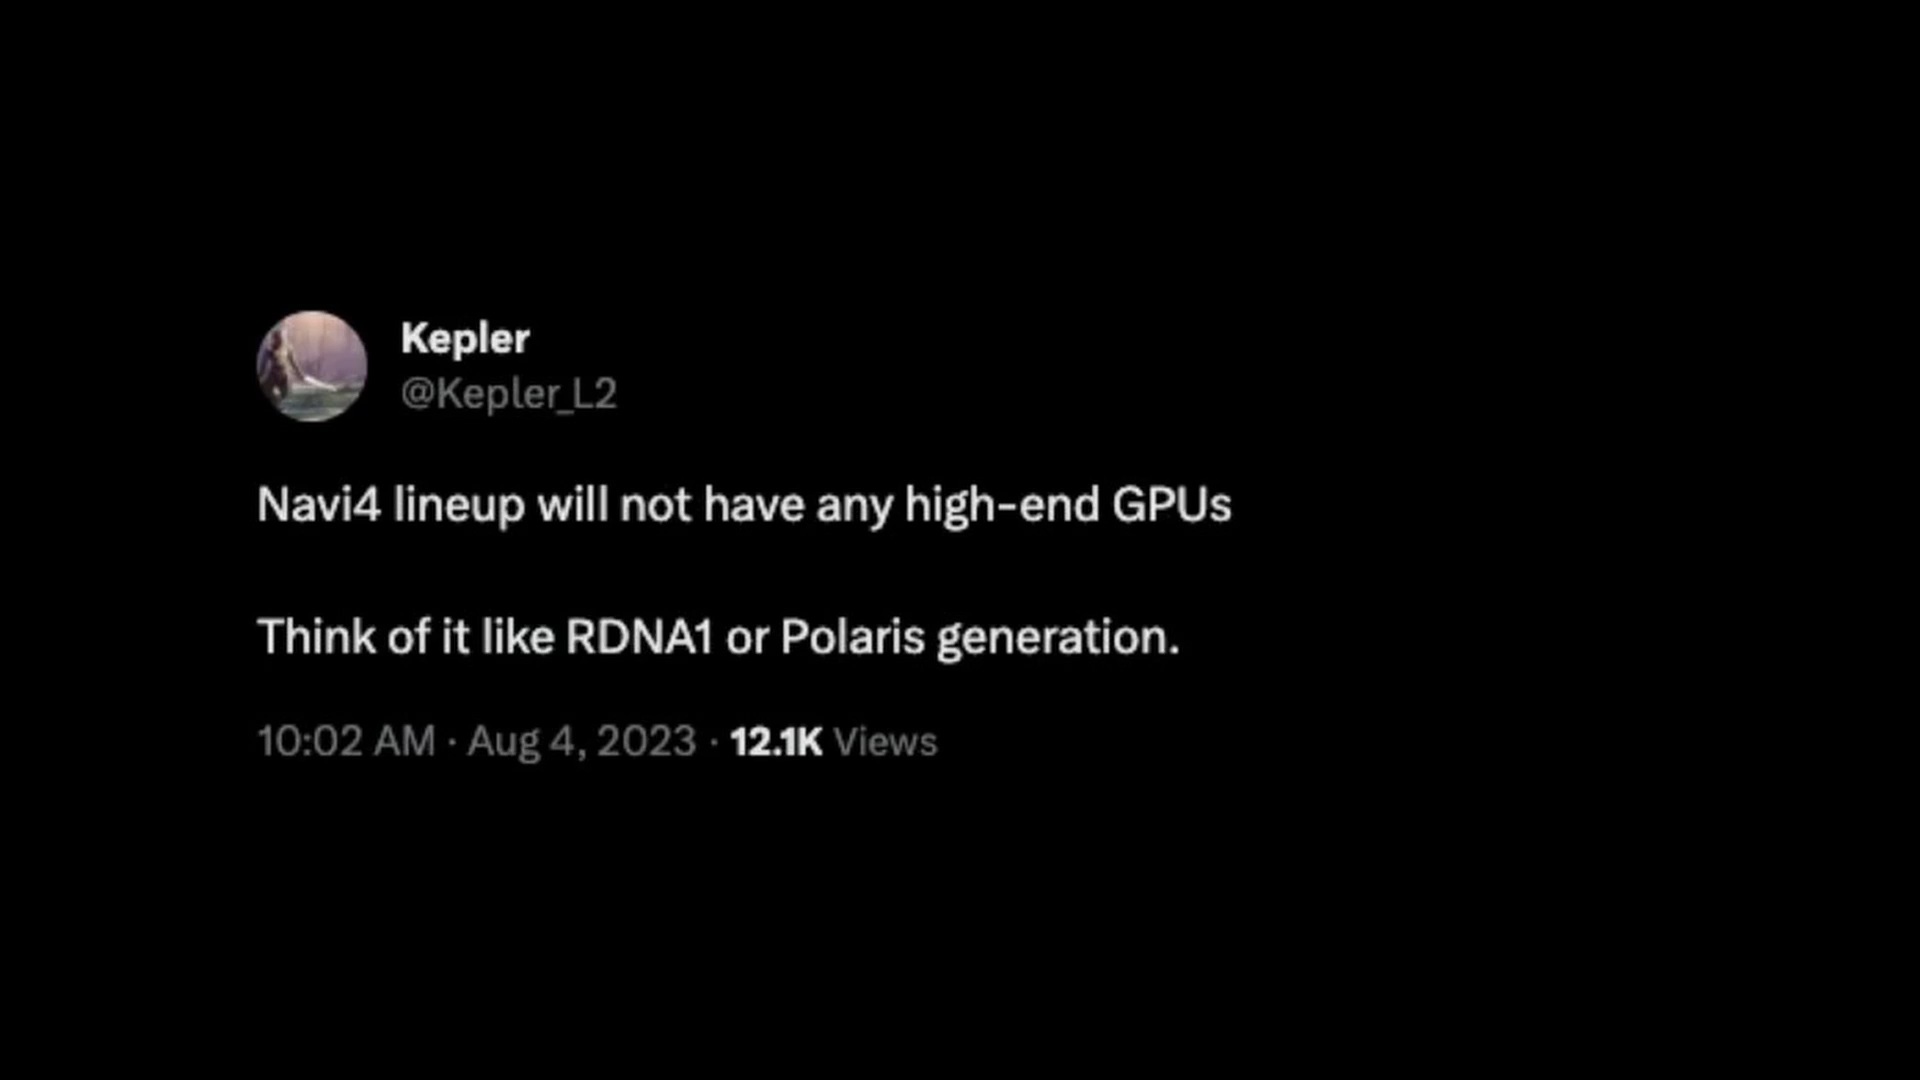 Kepler
@Kepler_L2
Navi4 lineup will not have any high-end GPUs
Think of it like RDNA1 or Polaris generation.
10:02 AM · Aug 4, 2023 · 12.1K Views